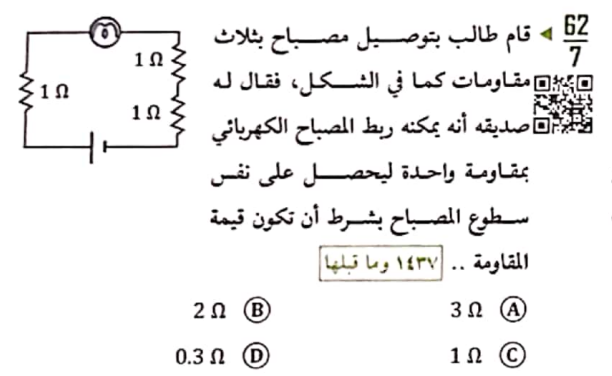 62/7 ◄ قام طالب بتوصيل مصباح بثلاث
مقاومات كما في الشكل، فقال له
صديقه أنه يمكنه ربط المصباح الكهربائي
بمقاومة واحدة ليحصل على نفس
سطوع المصباح بشرط أن تكون قيمة
المقاومة .. ١٤٣٧ وما قبلها
1 Ω
1 Ω
1 Ω
A 3 Ω B 2 Ω
C 1 Ω D 0.3 Ω